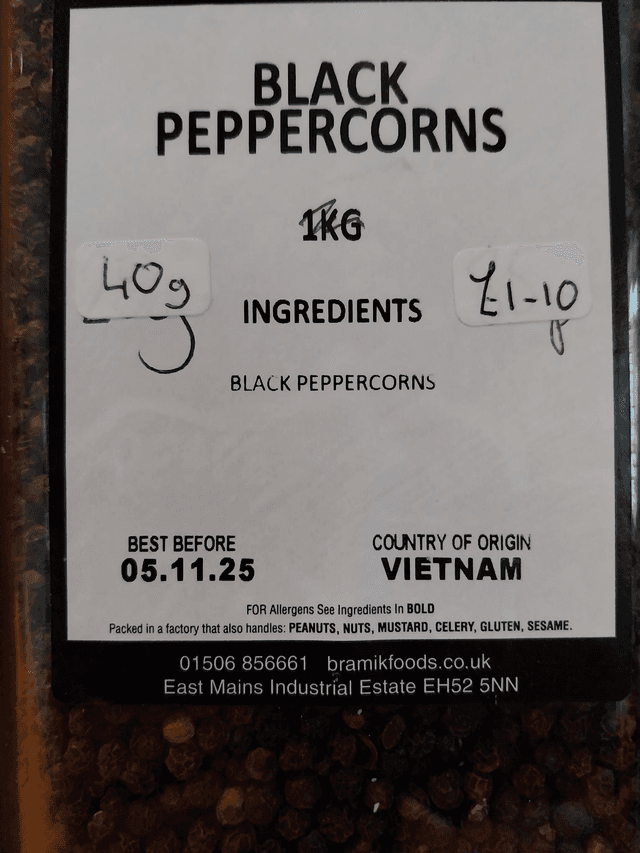 BLACK
PEPPERCORNS
1KG
40g
£1-10
INGREDIENTS
BLACK PEPPERCORNS
BEST BEFORE
05.11.25
COUNTRY OF ORIGIN
VIETNAM
FOR Allergens See Ingredients In BOLD
Packed in a factory that also handles: PEANUTS, NUTS, MUSTARD, CELERY, GLUTEN, SESAME.
01506 856661 bramikfoods.co.uk
East Mains Industrial Estate EH52 5NN